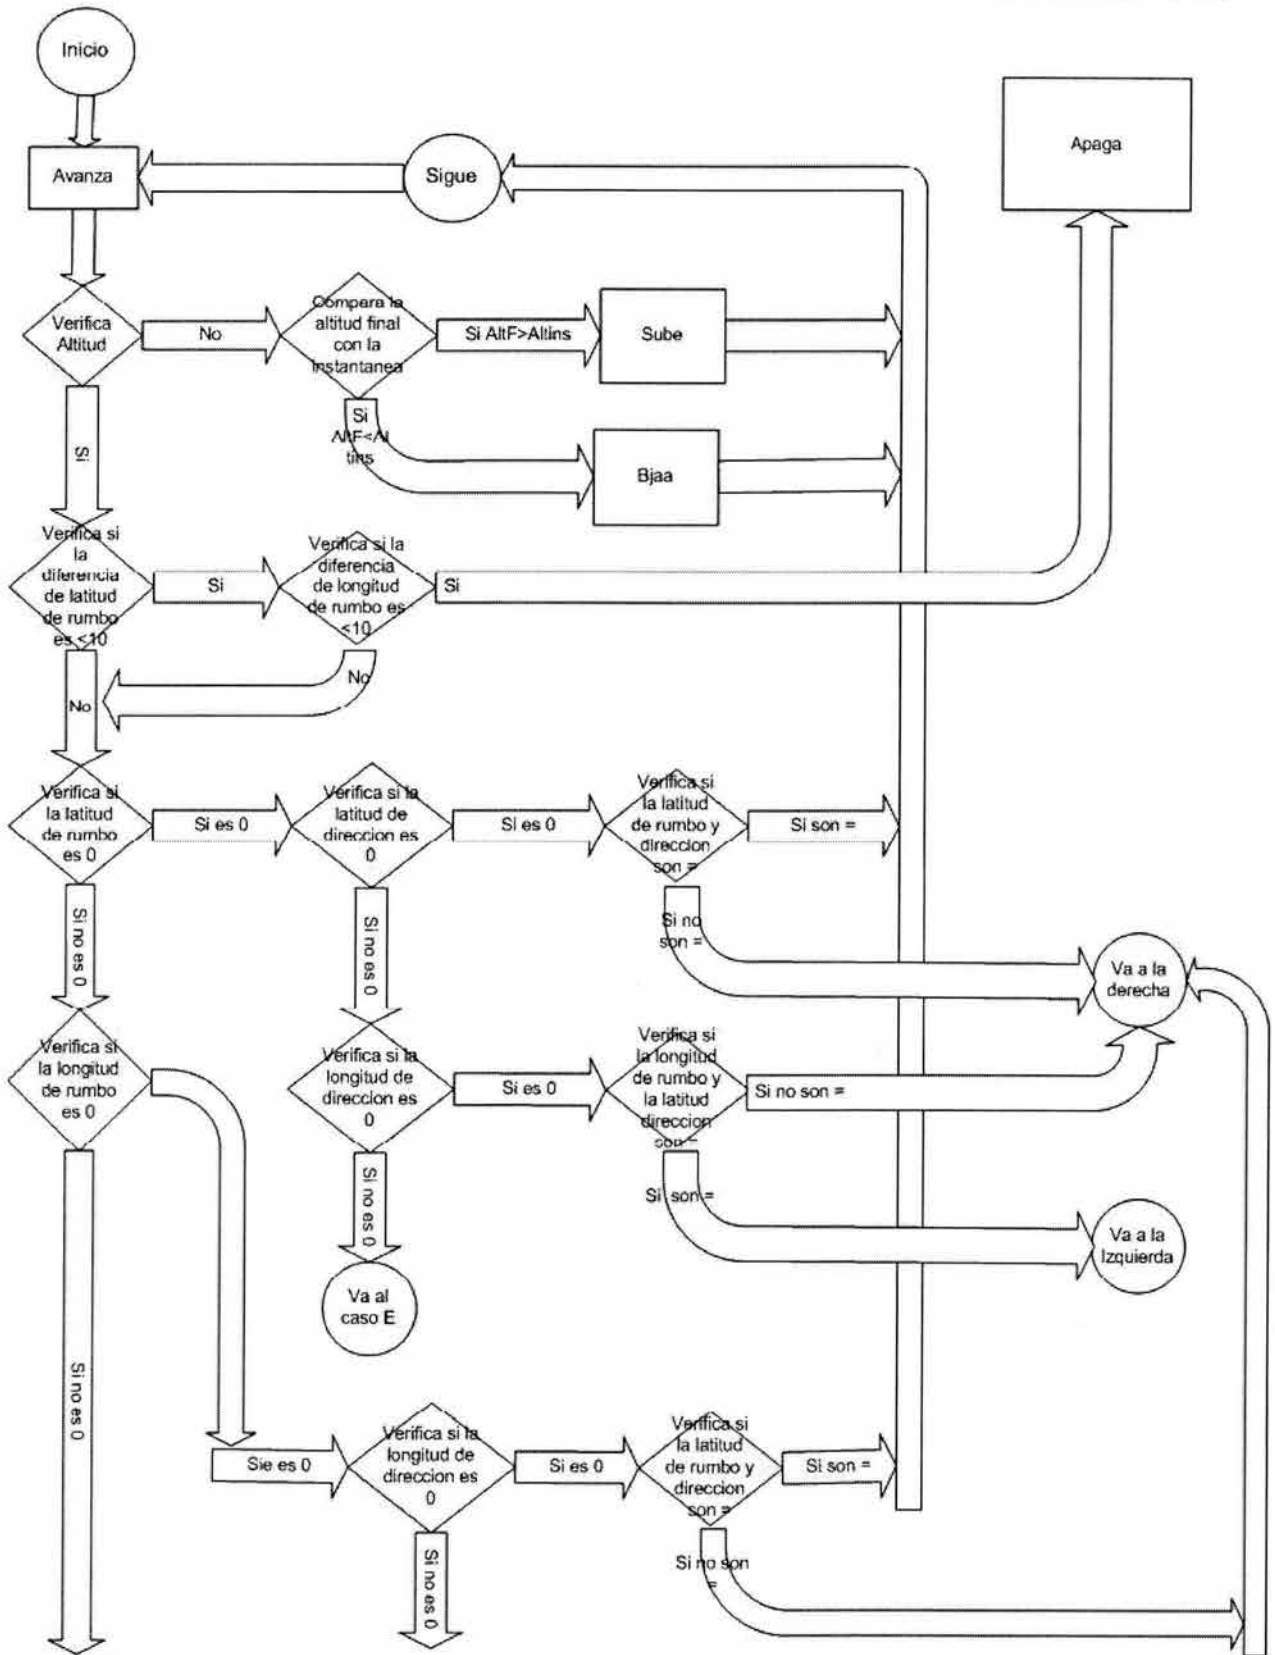 Inicio
Apaga
Avanza
Sigue
Verifica
Altitud
No
Compara la
altitud final
con la
instantanea
Si AltF>Altins
Sube
Si
AltF<Al
tins
Bjaa
Si
Verifica si
la
diferencia
de latitud
de rumbo
es <10
Si
Verifica si la
diferencia
de longitud
de rumbo es
<10
Si
No
No
Verifica si
la latitud
de rumbo
es 0
Si es 0
Verifica si la
latitud de
direccion es
0
Si es 0
Verifica si
la latitud
de rumbo y
direccion
son =
Si son =
Si no es 0
Si no es 0
Si no
son =
Va a la
derecha
Verifica si
la longitud
de rumbo
es 0
Verifica si la
longitud de
direccion es
0
Si es 0
Verifica si
la longitud
de rumbo y
la latitud
direccion
son =
Si no son =
Si no es 0
Si son =
Va a la
Izquierda
Va al
caso E
Si no es 0
Sie es 0
Verifica si la
longitud de
direccion es
0
Si es 0
Verifica si
la latitud
de rumbo y
direccion
son =
Si son =
Si no es 0
Si no son
=